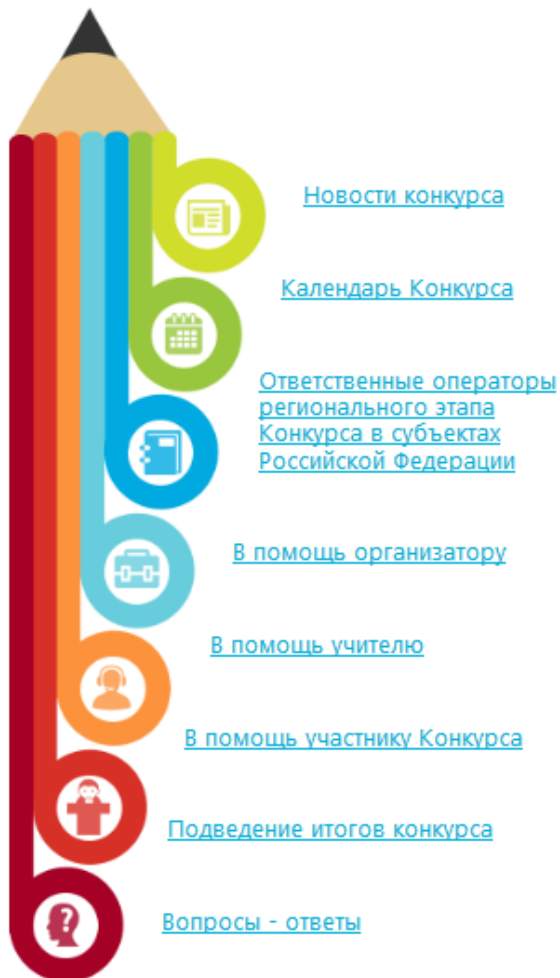 Новости конкурса
Календарь Конкурса
Ответственные операторы
регионального этапа
Конкурса в субъектах
Российской Федерации
В помощь организатору
В помощь учителю
В помощь участнику Конкурса
Подведение итогов конкурса
Вопросы - ответы